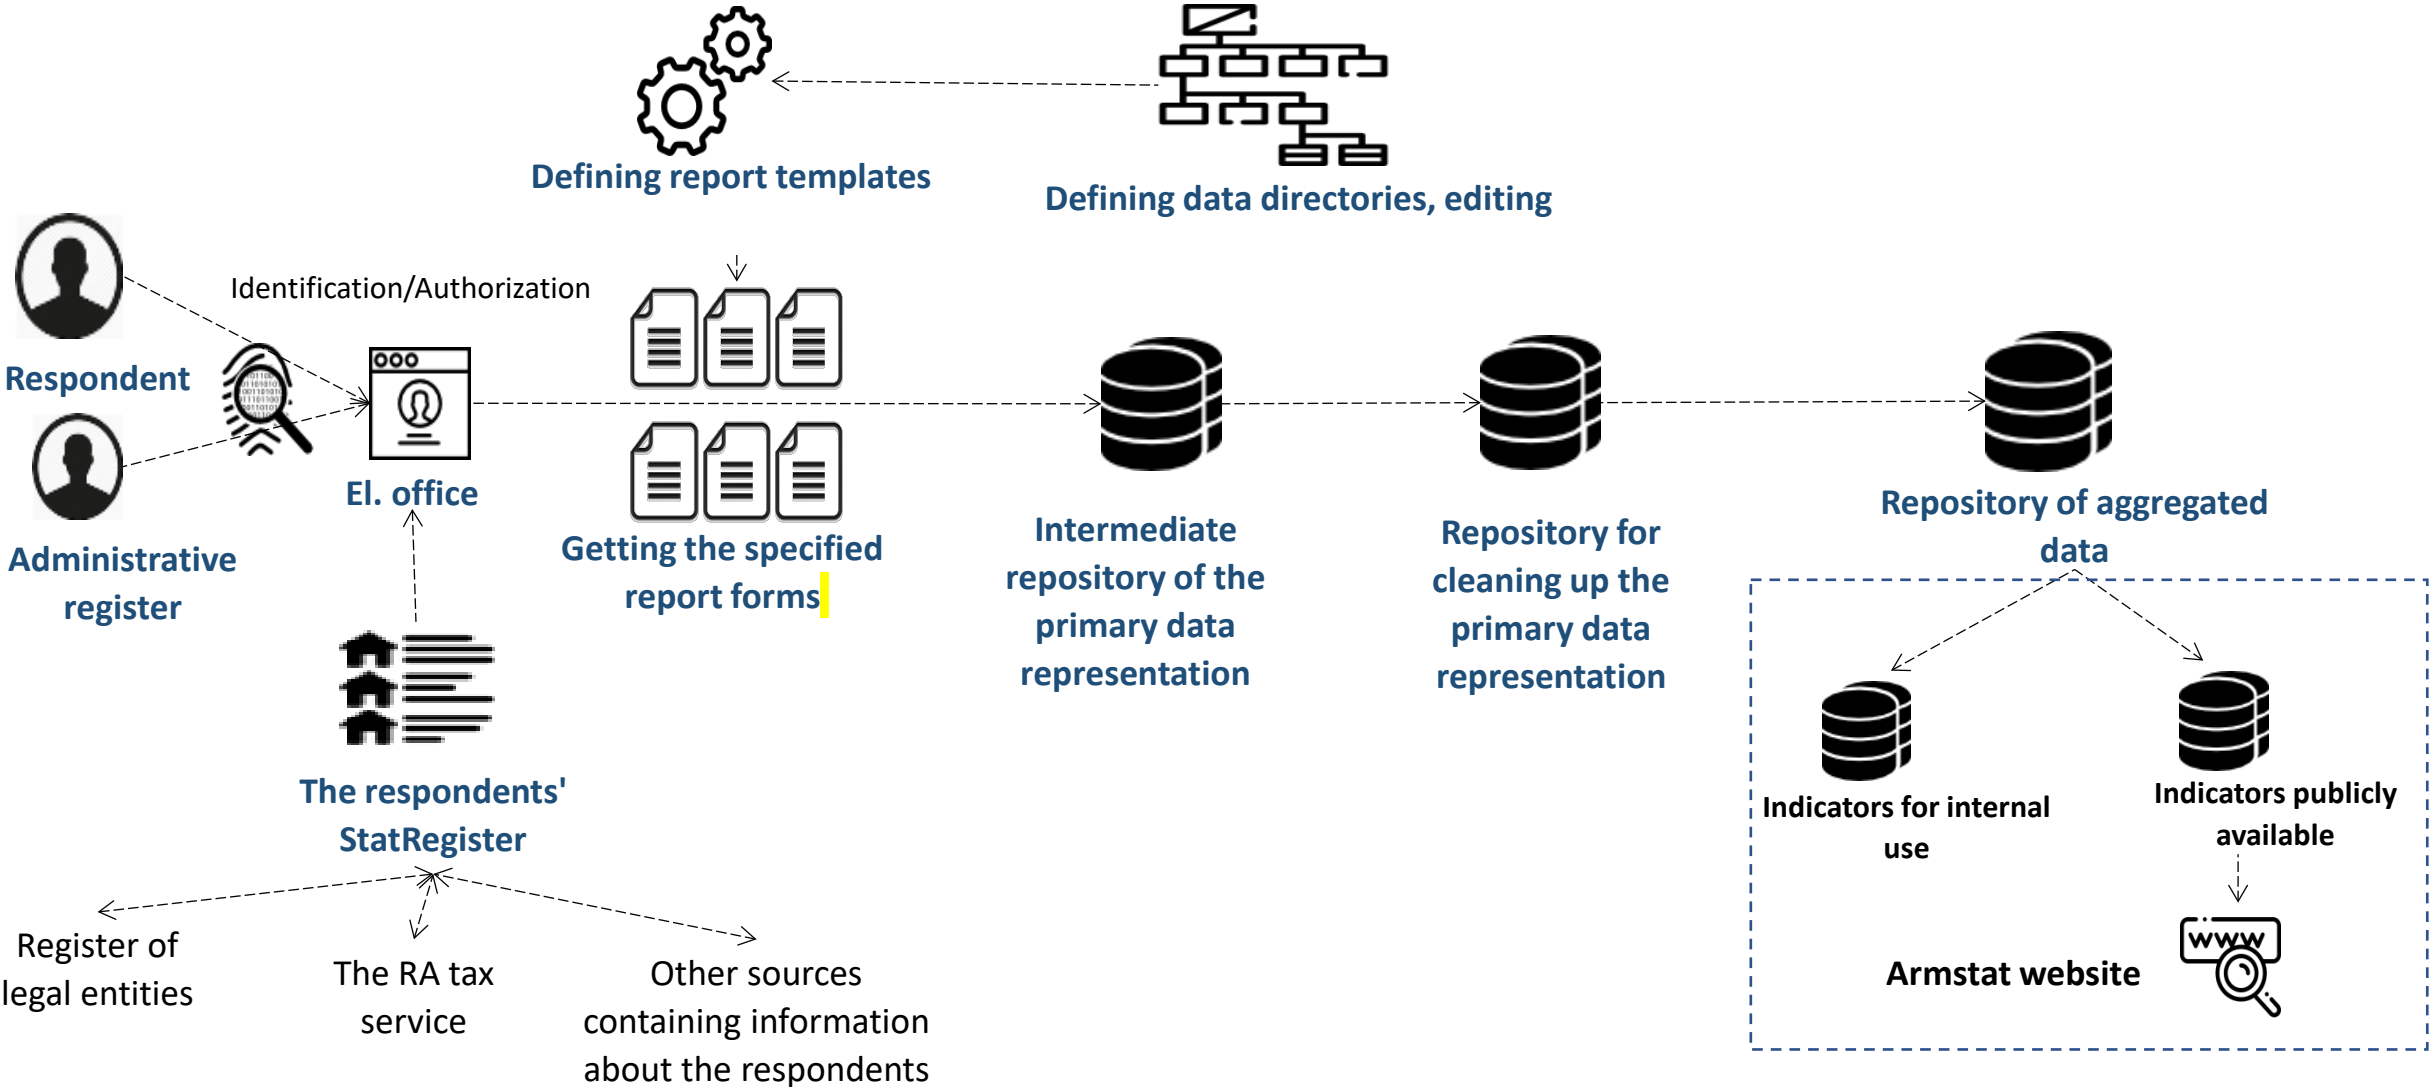 Defining report templates
Defining data directories, editing
Identification/Authorization
Respondent
Administrative
register
El. office
Getting the specified
report forms
Intermediate
repository of the
primary data
representation
Repository for
cleaning up the
primary data
representation
Repository of aggregated
data
The respondents'
StatRegister
Register of
legal entities
The RA tax
service
Other sources
containing information
about the respondents
Indicators for internal
use
Indicators publicly
available
Armstat website
www